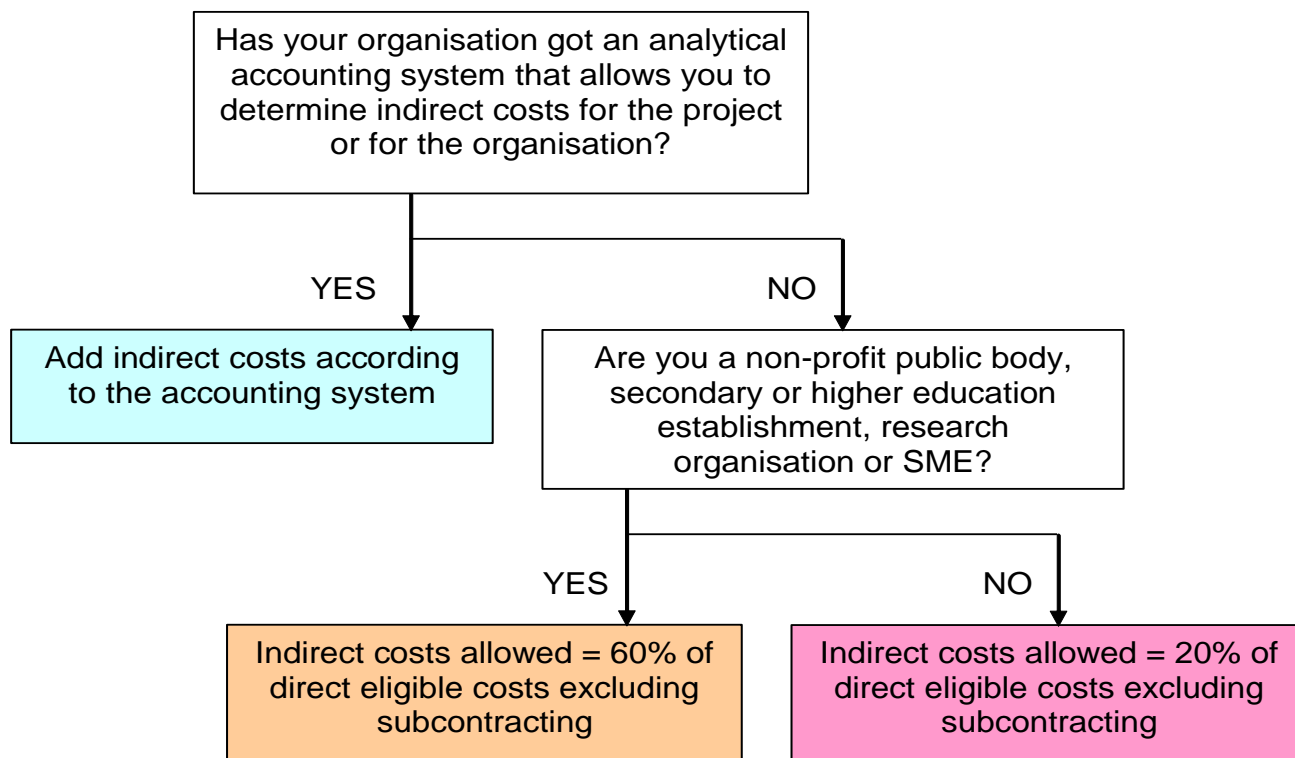 Has your organisation got an analytical
accounting system that allows you to
determine indirect costs for the project
or for the organisation?
YES
NO
Add indirect costs according
to the accounting system
Are you a non-profit public body,
secondary or higher education
establishment, research
organisation or SME?
YES
NO
Indirect costs allowed = 60% of
direct eligible costs excluding
subcontracting
Indirect costs allowed = 20% of
direct eligible costs excluding
subcontracting